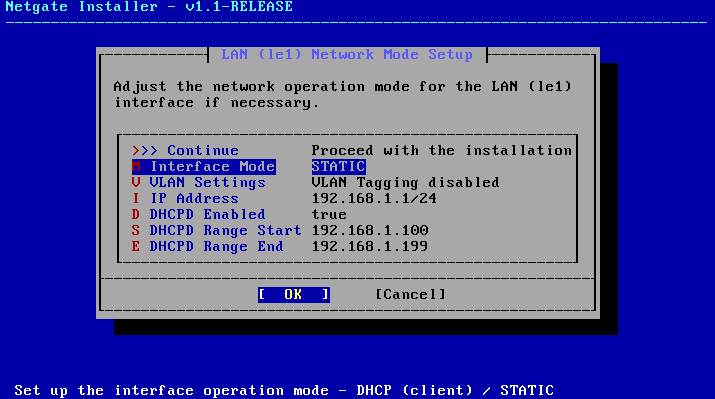 Netgate Installer - v1.1-RELEASE
LAN (le1) Network Mode Setup
Adjust the network operation mode for the LAN (le1)
interface if necessary.
>>> Continue Proceed with the installation
M Interface Mode STATIC
V VLAN Settings VLAN Tagging disabled
I IP Address 192.168.1.1/24
D DHCPD Enabled true
S DHCPD Range Start 192.168.1.100
E DHCPD Range End 192.168.1.199
[ OK ] [Cancel]
Set up the interface operation mode - DHCP (client) / STATIC